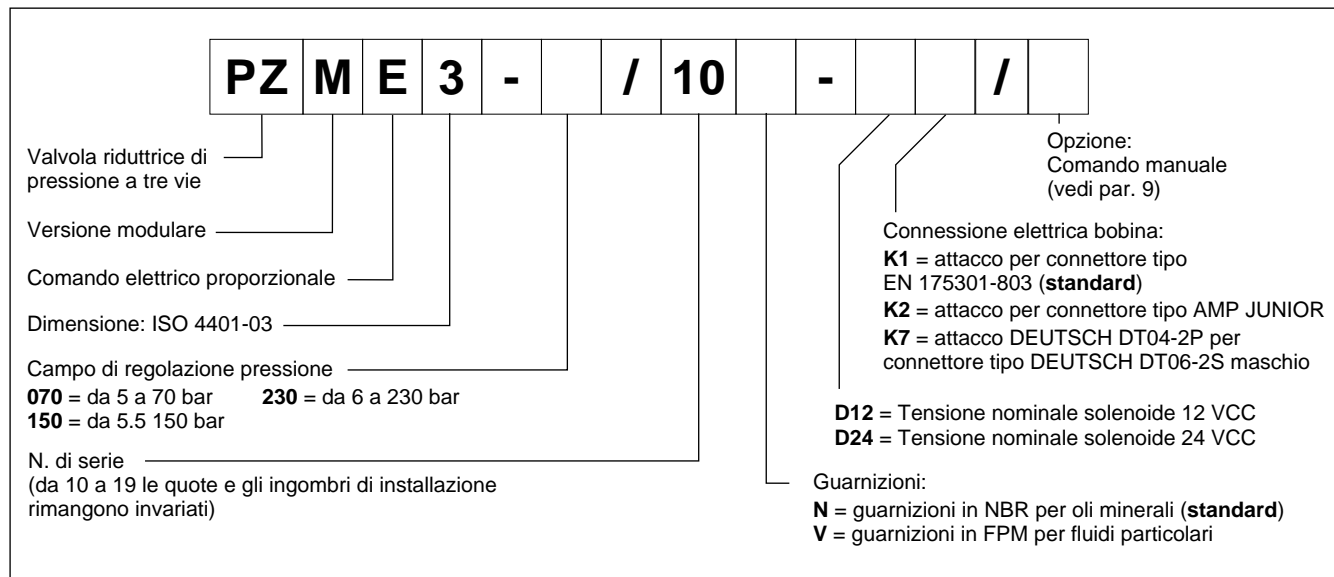 PZ M E 3 - / 10 - /
Valvola riduttrice di
pressione a tre vie
Versione modulare
Comando elettrico proporzionale
Dimensione: ISO 4401-03
Campo di regolazione pressione
070 = da 5 a 70 bar 230 = da 6 a 230 bar
150 = da 5.5 150 bar
N. di serie
(da 10 a 19 le quote e gli ingombri di installazione
rimangono invariati)
Opzione:
Comando manuale
(vedi par. 9)
Connessione elettrica bobina:
K1 = attacco per connettore tipo
EN 175301-803 (standard)
K2 = attacco per connettore tipo AMP JUNIOR
K7 = attacco DEUTSCH DT04-2P per
connettore tipo DEUTSCH DT06-2S maschio
D12 = Tensione nominale solenoide 12 VCC
D24 = Tensione nominale solenoide 24 VCC
Guarnizioni:
N = guarnizioni in NBR per oli minerali (standard)
V = guarnizioni in FPM per fluidi particolari